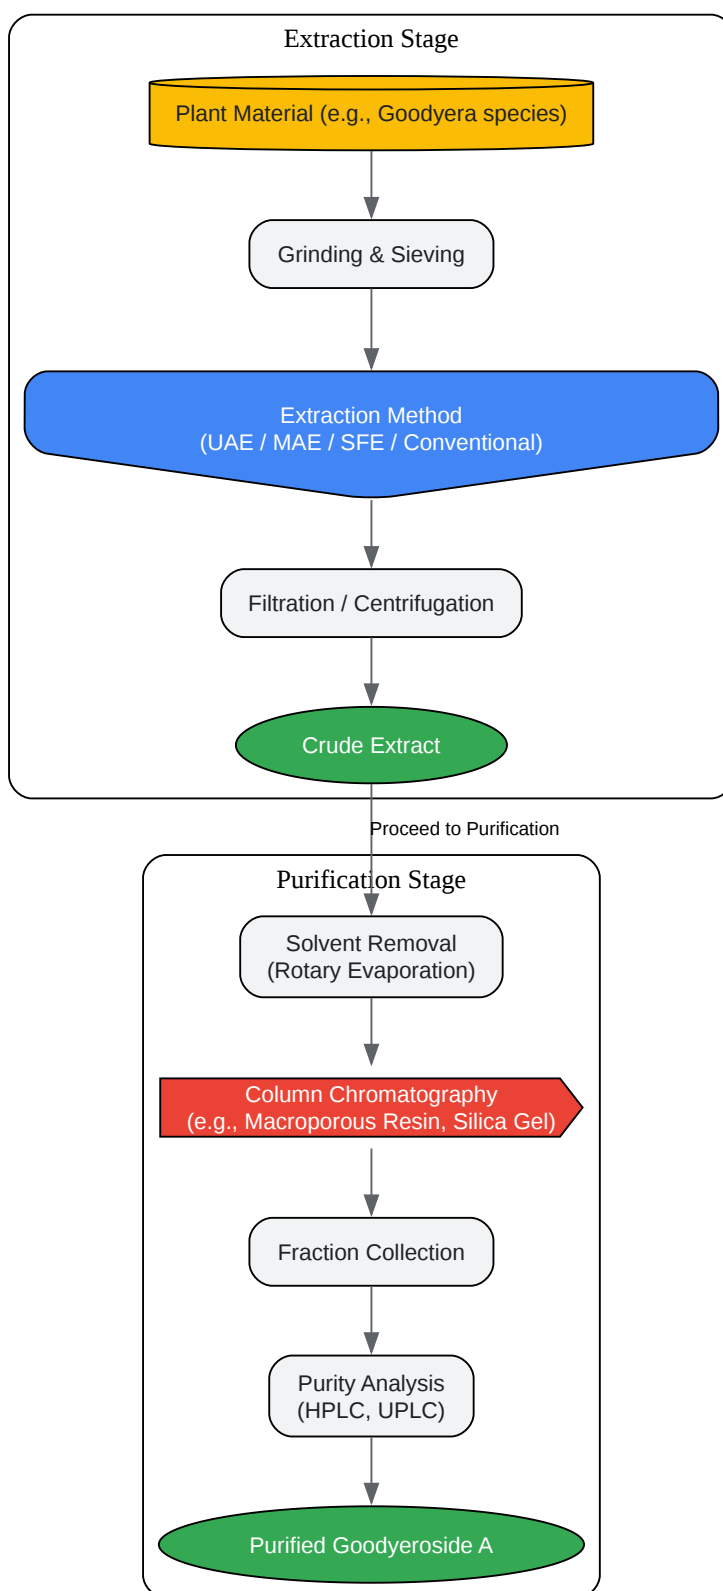 Extraction Stage
Plant Material (e.g., Goodyera species)
Grinding & Sieving
Extraction Method
(UAE / MAE / SFE / Conventional)
Filtration / Centrifugation
Crude Extract
Proceed to Purification
Purification Stage
Solvent Removal
(Rotary Evaporation)
Column Chromatography
(e.g., Macroporous Resin, Silica Gel)
Fraction Collection
Purity Analysis
(HPLC, UPLC)
Purified Goodyeroside A